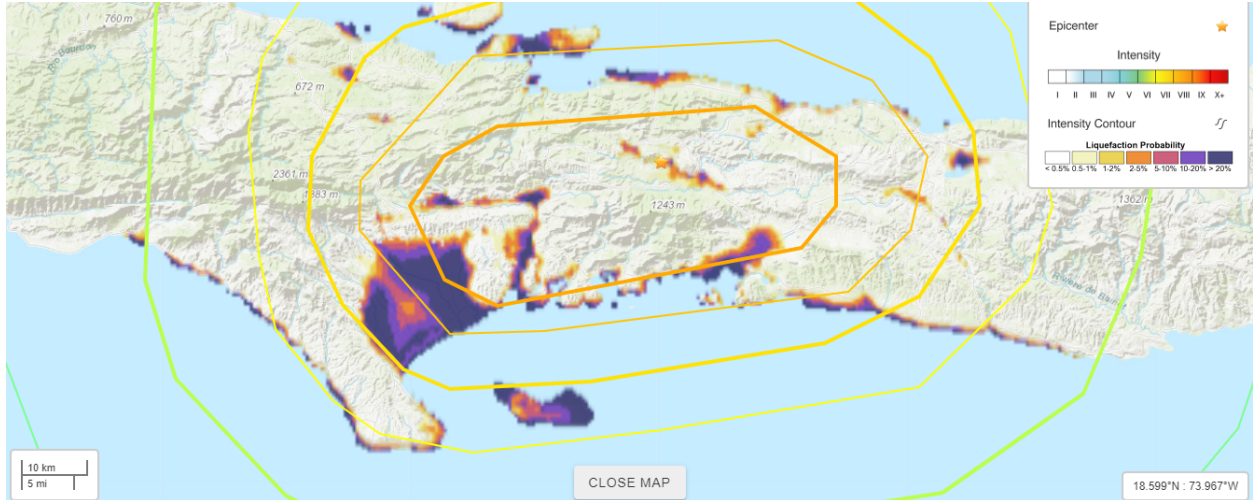 760 m
Epicenter
Intensity
I II III IV V VI VII VIII IX X+
Intensity Contour
Liquefaction Probability
< 0.5% 0.5-1% 1-2% 2-5% 5-10% 10-20% > 20%
672 m
2361 m
1883 m
1243 m
1362 m
10 km
5 mi
CLOSE MAP
18.599°N : 73.967°W